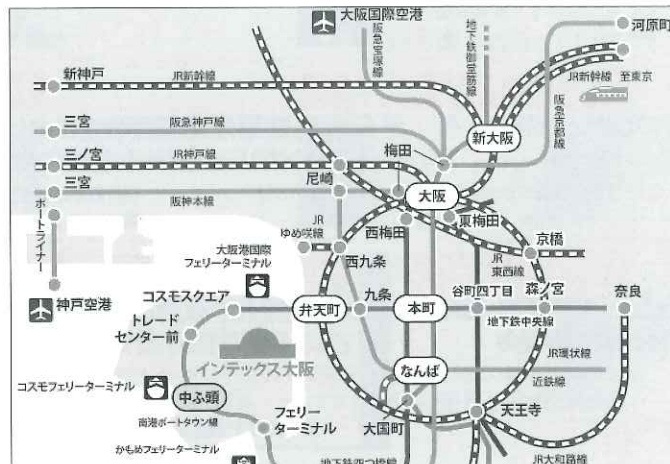 大阪国際空港
阪急宝塚線
地下鉄御堂筋線
河原町
新神戸
JR新幹線
JR新幹線 至東京
三宮
阪急神戸線
新大阪
阪急京都線
三ノ宮
JR神戸線
梅田
三宮
尼崎
阪神本線
大阪
ポートライナー
JR
ゆめ咲線
西梅田
東梅田
京橋
JR
東西線
大阪港国際
フェリーターミナル
西九条
神戸空港
コスモスクエア
弁天町
九条
本町
谷町四丁目
森ノ宮
奈良
地下鉄中央線
トレード
センター前
インテックス大阪
JR環状線
なんば
近鉄線
コスモフェリーターミナル
中ふ頭
フェリー
ターミナル
大国町
天王寺
南港ポートタウン線
かもめフェリーターミナル
地下鉄四つ橋線
JR大和路線